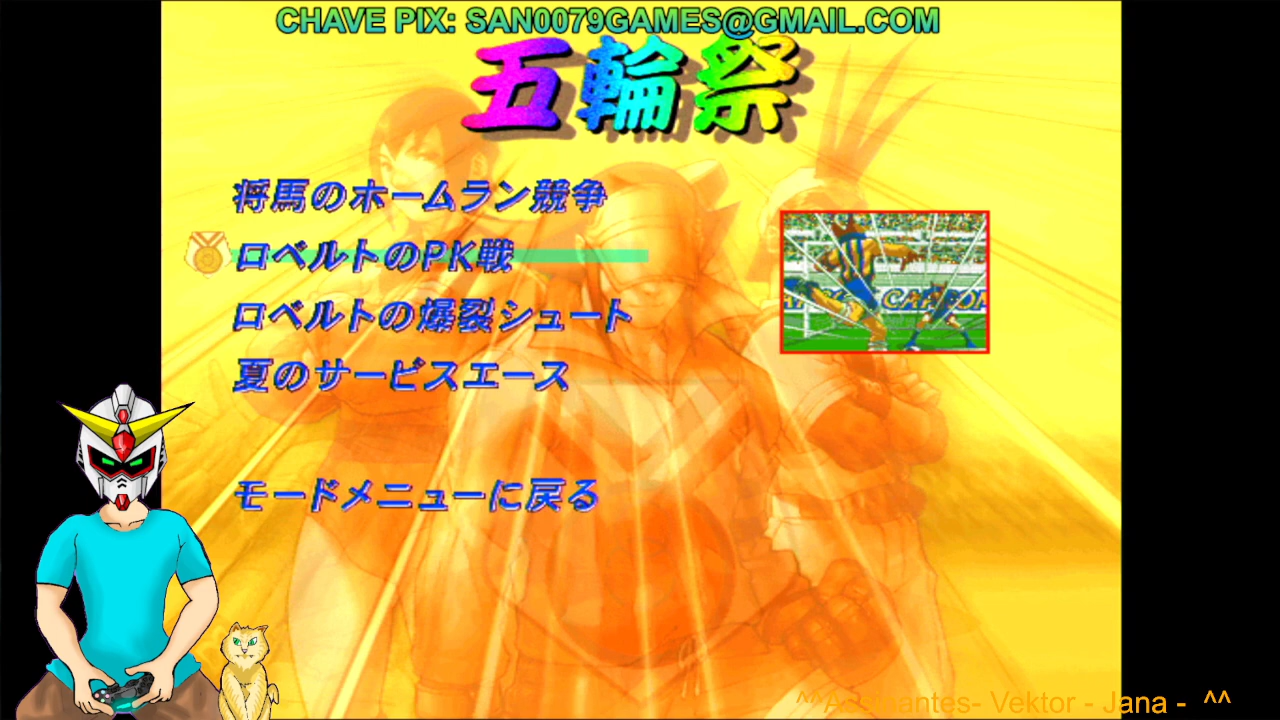 CHAVE PIX: SAN0079GAMES@GMAIL.COM
五輪祭
将馬のホームラン競争
ロベルトのPK戦
ロベルトの爆裂シュート
夏のサービスエース
モードメニューに戻る
- Vektor - Jana - ^^